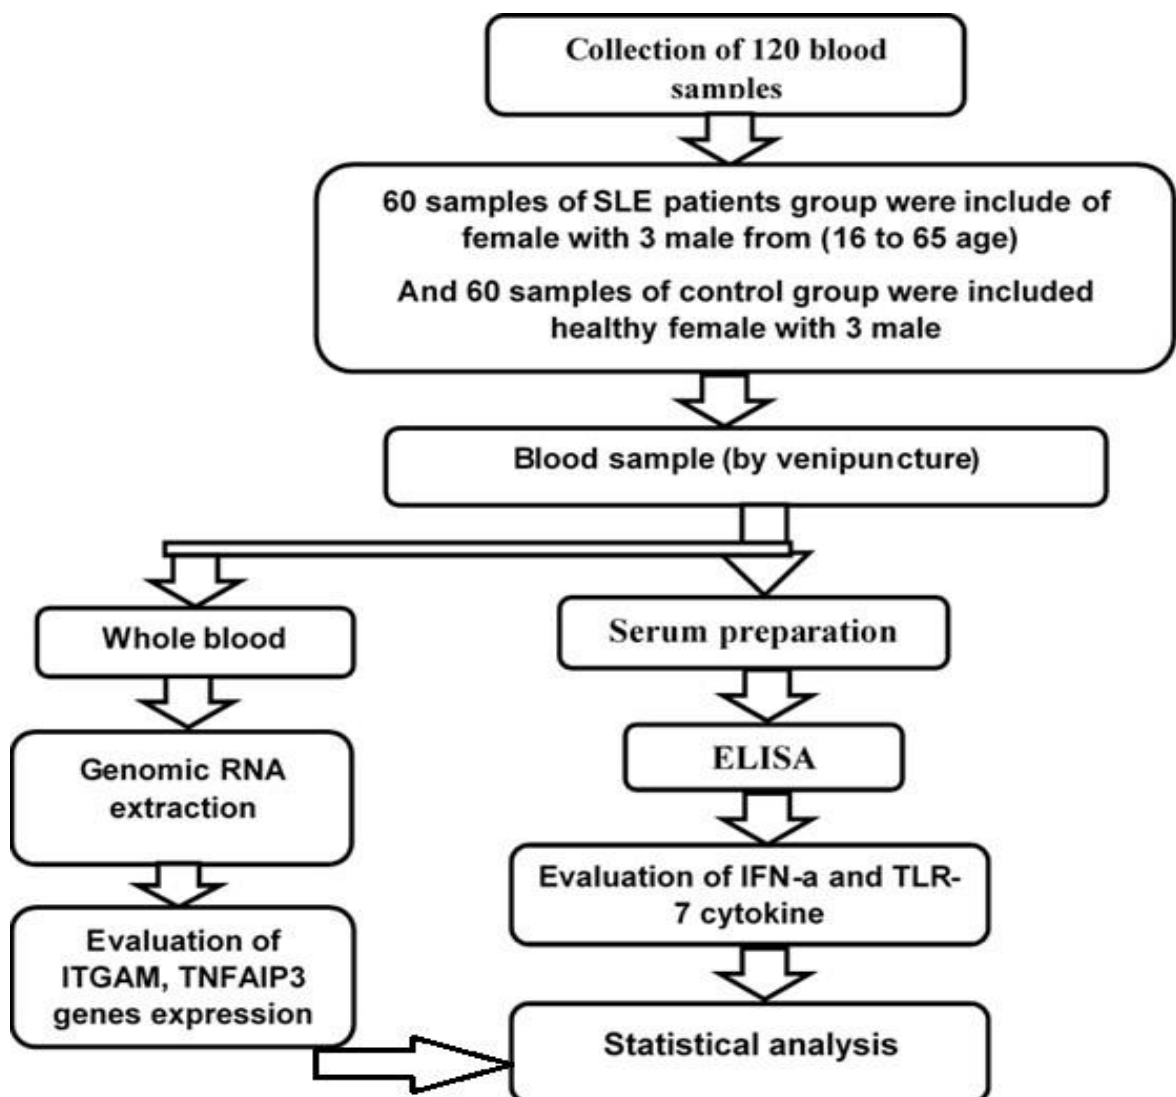 Collection of 120 blood
samples
60 samples of SLE patients group were include of
female with 3 male from (16 to 65 age)
And 60 samples of control group were included
healthy female with 3 male
Blood sample (by venipuncture)
Whole blood
Genomic RNA
extraction
Evaluation of
ITGAM, TNFAIP3
genes expression
Serum preparation
ELISA
Evaluation of IFN-a and TLR-
7 cytokine
Statistical analysis